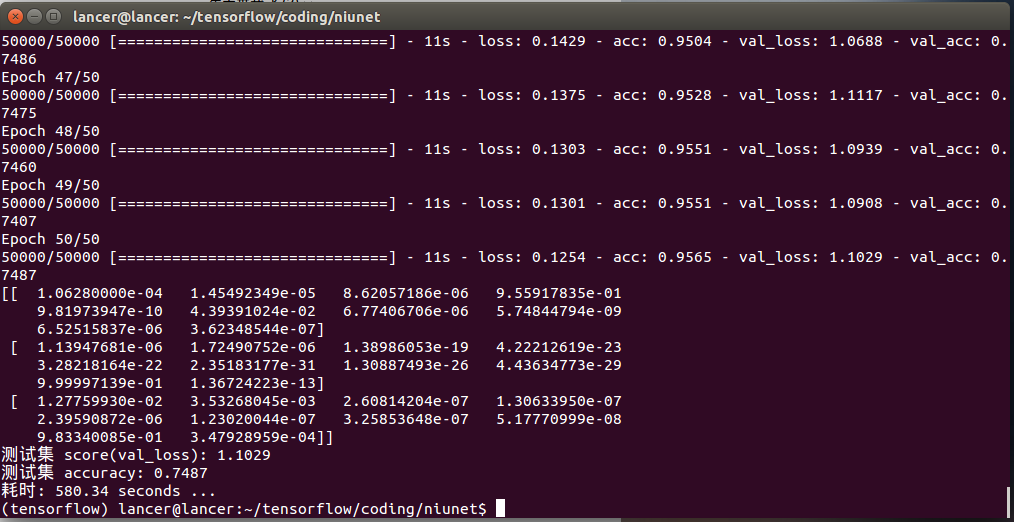 lancer@lancer: ~/tensorflow/coding/niunet
50000/50000 [==============================] - 11s - loss: 0.1429 - acc: 0.9504 - val_loss: 1.0688 - val_acc: 0.
7486
Epoch 47/50
50000/50000 [==============================] - 11s - loss: 0.1375 - acc: 0.9528 - val_loss: 1.1117 - val_acc: 0.
7475
Epoch 48/50
50000/50000 [==============================] - 11s - loss: 0.1303 - acc: 0.9551 - val_loss: 1.0939 - val_acc: 0.
7460
Epoch 49/50
50000/50000 [==============================] - 11s - loss: 0.1301 - acc: 0.9551 - val_loss: 1.0908 - val_acc: 0.
7407
Epoch 50/50
50000/50000 [==============================] - 11s - loss: 0.1254 - acc: 0.9565 - val_loss: 1.1029 - val_acc: 0.
7487
[[  1.06280000e-04   1.45492349e-05   8.62057186e-06   9.55917835e-01
    9.81973947e-10   4.39391024e-02   6.77406706e-06   5.74844794e-09
    6.52515837e-06   3.62348544e-07]
 [  1.13947681e-06   1.72490752e-06   1.38986053e-19   4.22212619e-23
    3.28218164e-22   2.35183177e-31   1.30887493e-26   4.43634773e-29
    9.99997139e-01   1.36724223e-13]
 [  1.27759930e-02   3.53268045e-03   2.60814204e-07   1.30633950e-07
    2.39590872e-06   1.23020044e-07   3.25853648e-07   5.17770999e-08
    9.83340085e-01   3.47928959e-04]]
测试集 score(val_loss): 1.1029
测试集 accuracy: 0.7487
耗时: 580.34 seconds ...
(tensorflow) lancer@lancer:~/tensorflow/coding/niunet$